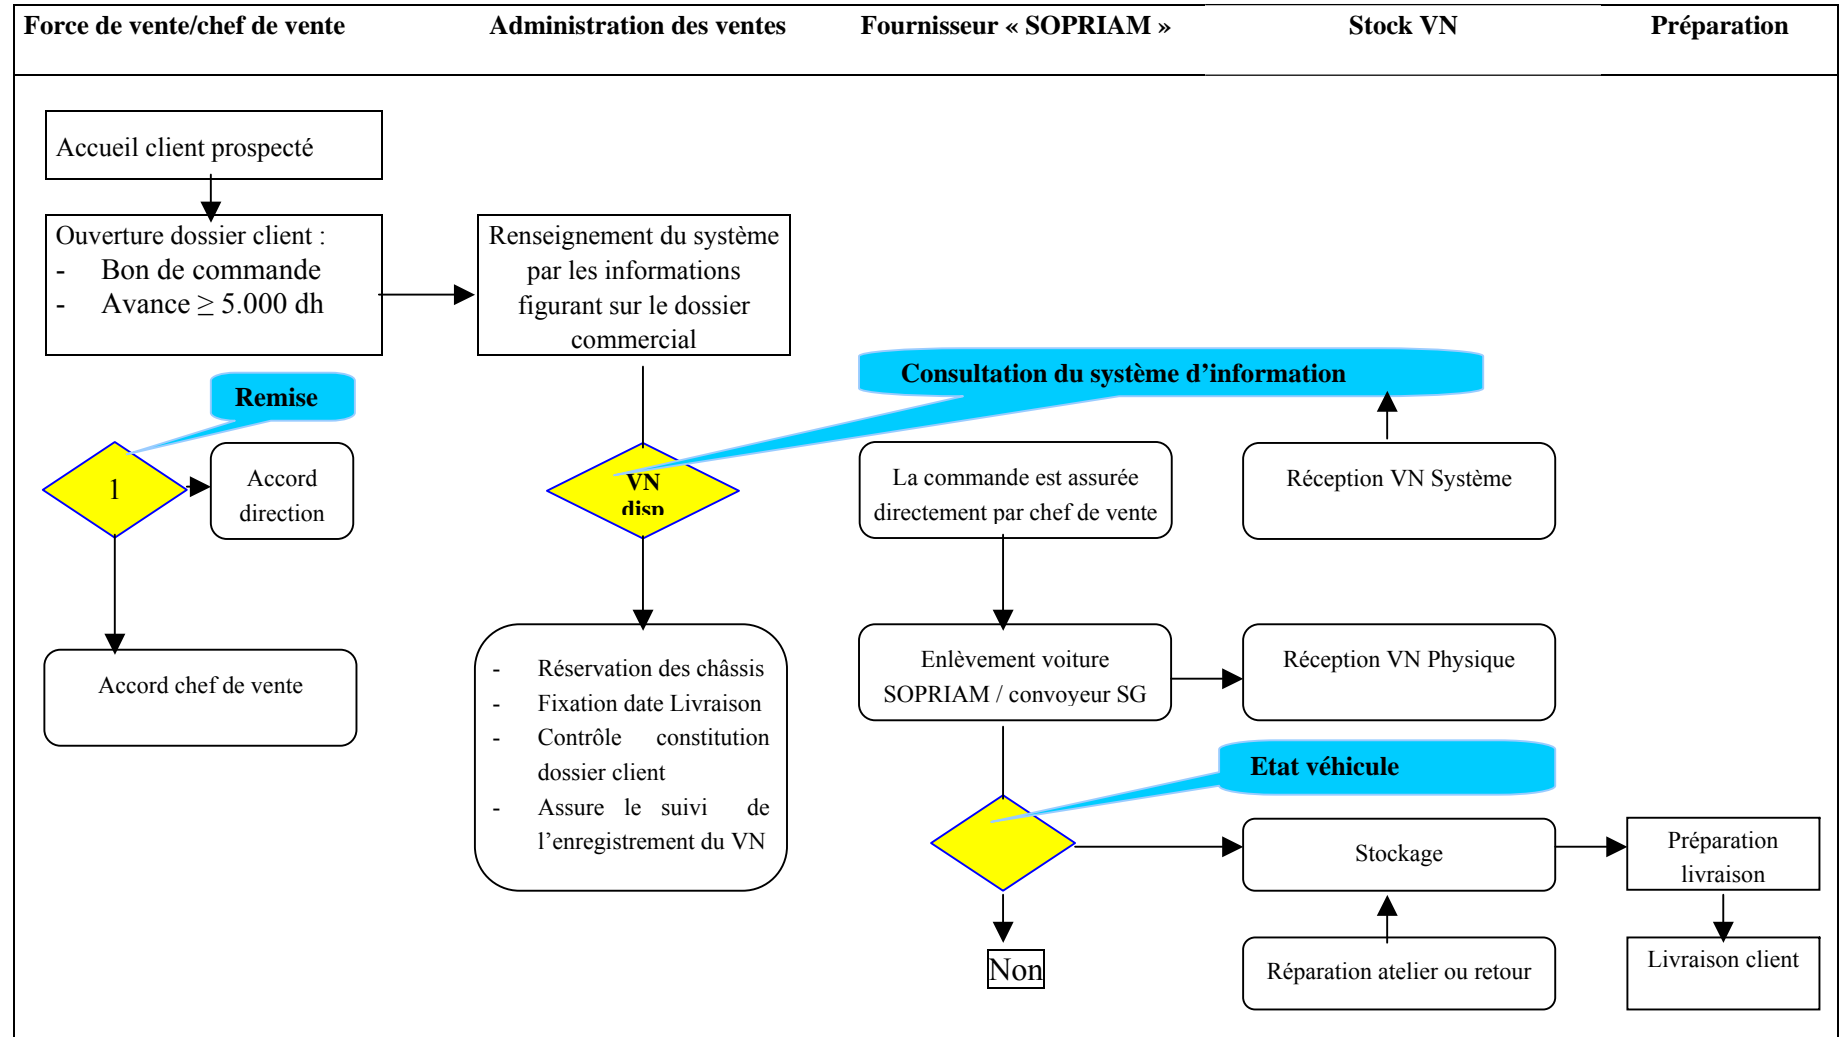 Force de vente/chef de vente
Administration des ventes
Fournisseur « SOPRIAM »
Stock VN
Préparation
Accueil client prospecté
Ouverture dossier client :
- Bon de commande
- Avance ≥ 5.000 dh
Renseignement du système
par les informations
figurant sur le dossier
commercial
Remise
Consultation du système d’information
1
Accord
direction
VN
disp
La commande est assurée
directement par chef de vente
Réception VN Système
Accord chef de vente
- Réservation des châssis
- Fixation date Livraison
- Contrôle constitution
dossier client
- Assure le suivi de
l’enregistrement du VN
Enlèvement voiture
SOPRIAM / convoyeur SG
Réception VN Physique
Etat véhicule
Stockage
Préparation
livraison
Non
Réparation atelier ou retour
Livraison client